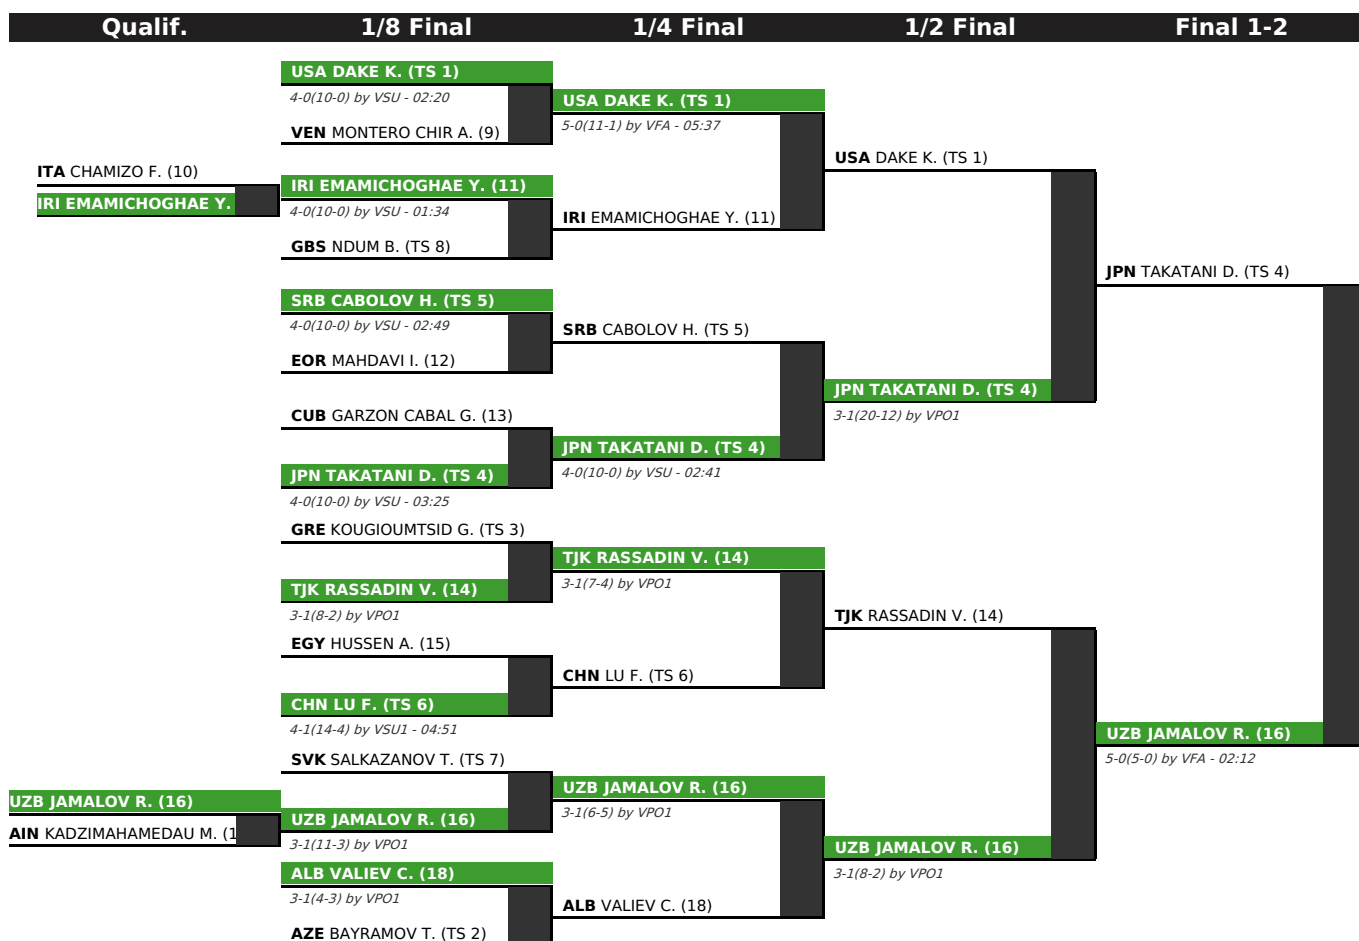 Qualif.
1/8 Final
1/4 Final
1/2 Final
Final 1-2
ITA CHAMIZO F. (10)
IRI EMAMICHOGHAE Y.
UZB JAMALOV R. (16)
AIN KADZIMAHAMEDAU M. (1
USA DAKE K. (TS 1)
4-0(10-0) by VSU - 02:20
VEN MONTERO CHIR A. (9)
IRI EMAMICHOGHAE Y. (11)
4-0(10-0) by VSU - 01:34
GBS NDUM B. (TS 8)
SRB CABOLOV H. (TS 5)
4-0(10-0) by VSU - 02:49
EOR MAHDAVI I. (12)
CUB GARZON CABAL G. (13)
JPN TAKATANI D. (TS 4)
4-0(10-0) by VSU - 03:25
GRE KOUGIOUMTSID G. (TS 3)
TJK RASSADIN V. (14)
3-1(8-2) by VPO1
EGY HUSSEN A. (15)
CHN LU F. (TS 6)
4-1(14-4) by VSU1 - 04:51
SVK SALKAZANOV T. (TS 7)
UZB JAMALOV R. (16)
3-1(11-3) by VPO1
ALB VALIEV C. (18)
3-1(4-3) by VPO1
AZE BAYRAMOV T. (TS 2)
USA DAKE K. (TS 1)
5-0(11-1) by VFA - 05:37
IRI EMAMICHOGHAE Y. (11)
SRB CABOLOV H. (TS 5)
JPN TAKATANI D. (TS 4)
4-0(10-0) by VSU - 02:41
TJK RASSADIN V. (14)
3-1(7-4) by VPO1
CHN LU F. (TS 6)
UZB JAMALOV R. (16)
3-1(6-5) by VPO1
ALB VALIEV C. (18)
USA DAKE K. (TS 1)
JPN TAKATANI D. (TS 4)
3-1(20-12) by VPO1
TJK RASSADIN V. (14)
UZB JAMALOV R. (16)
3-1(8-2) by VPO1
JPN TAKATANI D. (TS 4)
UZB JAMALOV R. (16)
5-0(5-0) by VFA - 02:12